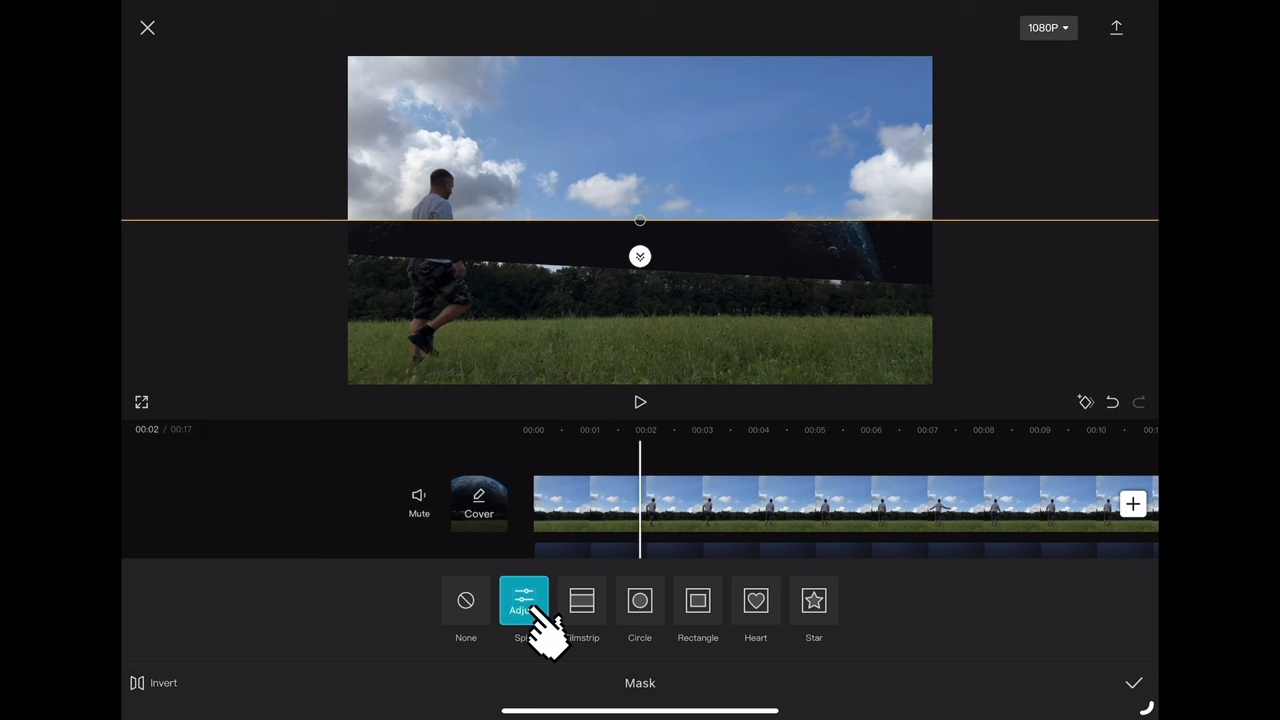 1080P
00:02 / 00:17
00:00 00:01 00:02 00:03 00:04 00:05 00:06 00:07 00:08 00:09 00:10
Mute
Cover
None
Circle
Rectangle
Heart
Star
Invert
Mask